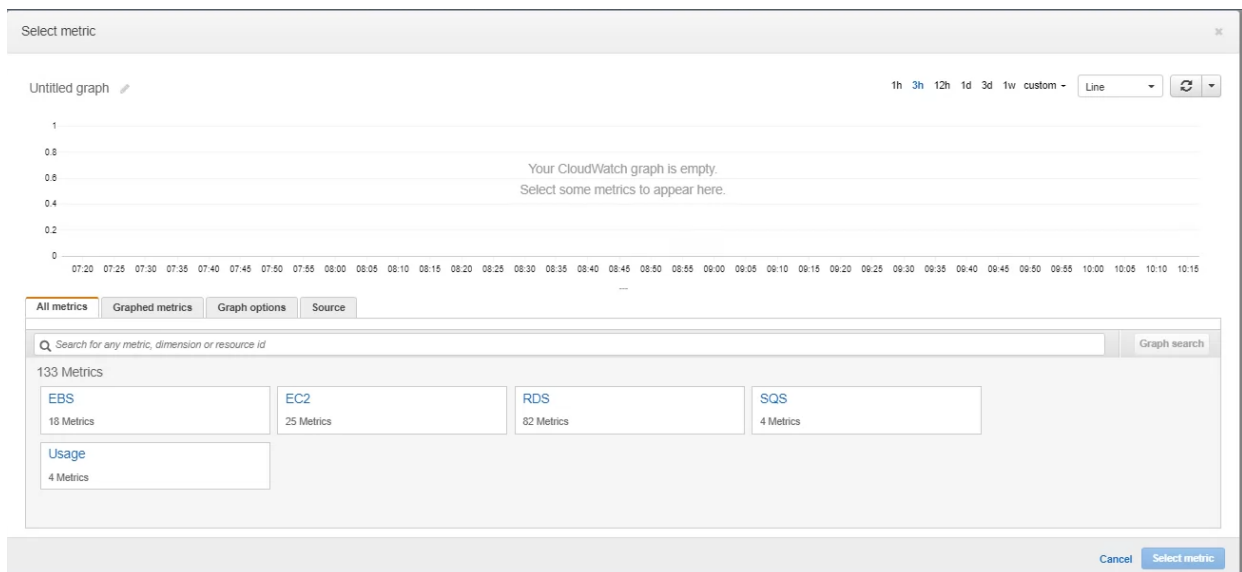 Select metric
×
Untitled graph
1h 3h 12h 1d 3d 1w custom Line
1
0.8
0.6
0.4
0.2
0
Your CloudWatch graph is empty.
Select some metrics to appear here.
07:20 07:25 07:30 07:35 07:40 07:45 07:50 07:55 08:00 08:05 08:10 08:15 08:20 08:25 08:30 08:35 08:40 08:45 08:50 08:55 09:00 09:05 09:10 09:15 09:20 09:25 09:30 09:35 09:40 09:45 09:50 09:55 10:00 10:05 10:10 10:15
All metrics Graphed metrics Graph options Source
Search for any metric, dimension or resource id Graph search
133 Metrics
EBS EC2 RDS SQS
18 Metrics 25 Metrics 82 Metrics 4 Metrics
Usage
4 Metrics
Cancel Select metric